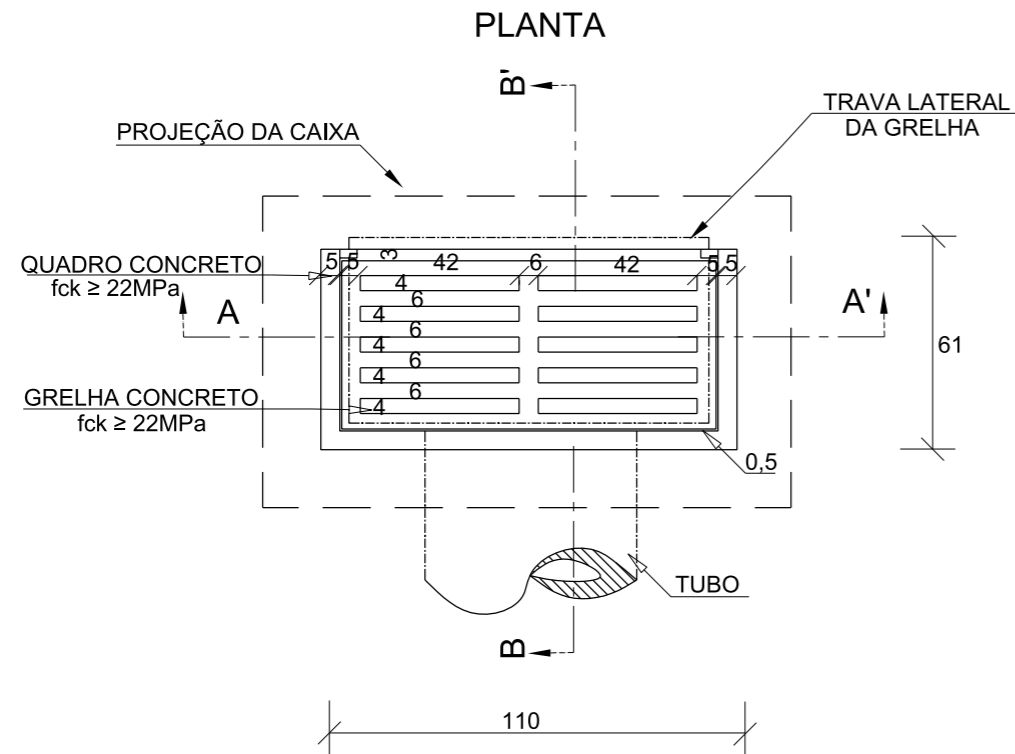 PLANTA
B'
TRAVA LATERAL
DA GRELHA
PROJEÇÃO DA CAIXA
QUADRO CONCRETO
fck ≥ 22MPa
5 5 3 42 6 42 5 5
4
6
A
4
A'
6
4
61
6
4
6
GRELHA CONCRETO
fck ≥ 22MPa
4
0,5
TUBO
B
110